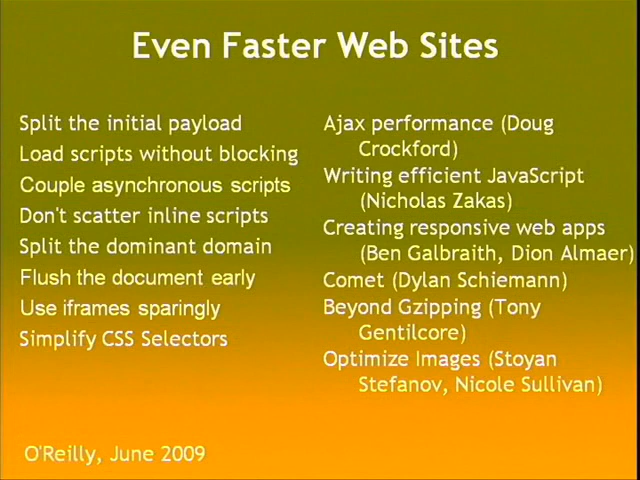 Even Faster Web Sites
Split the initial payload
Load scripts without blocking
Couple asynchronous scripts
Don't scatter inline scripts
Split the dominant domain
Flush the document early
Use iframes sparingly
Simplify CSS Selectors
Ajax performance (Doug
Crockford)
Writing efficient JavaScript
(Nicholas Zakas)
Creating responsive web apps
(Ben Galbraith, Dion Almaer)
Comet (Dylan Schiemann)
Beyond Gzipping (Tony
Gentilcore)
Optimize Images (Stoyan
Stefanov, Nicole Sullivan)
O'Reilly, June 2009